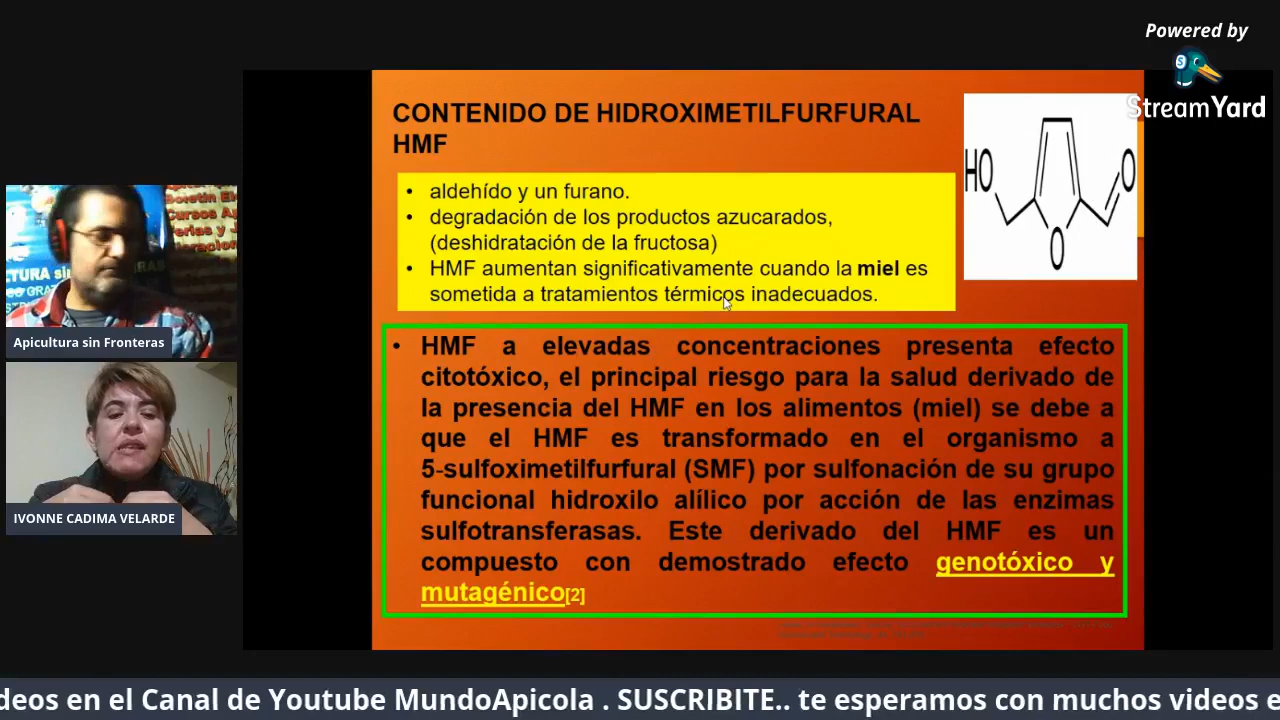 Powered by
StreamYard
CONTENIDO DE HIDROXIMETILFURFURAL
HMF
• aldehído y un furano.
• degradación de los productos azucarados,
(deshidratación de la fructosa)
• HMF aumentan significativamente cuando la miel es
sometida a tratamientos térmicos inadecuados.
HO
O
O
• HMF a elevadas concentraciones presenta efecto
citotóxico, el principal riesgo para la salud derivado de
la presencia del HMF en los alimentos (miel) se debe a
que el HMF es transformado en el organismo a
5-sulfoximetilfurfural (SMF) por sulfonación de su grupo
funcional hidroxilo alílico por acción de las enzimas
sulfotransferasas. Este derivado del HMF es un
compuesto con demostrado efecto genotóxico y
mutagénico[2]
Apicultura sin Fronteras
IVONNE CADIMA VELARDE
deos en el Canal de Youtube MundoApicola . SUSCRIBITE.. te esperamos con muchos videos e